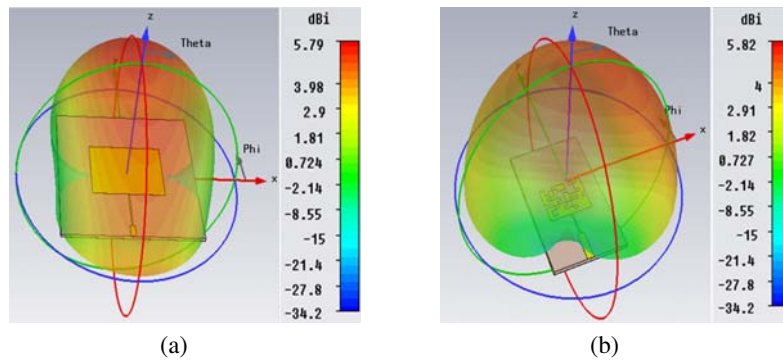 z
Theta
Phi
x
dBi
5.79
3.98
2.9
1.81
0.724
-2.14
-8.55
-15
-21.4
-27.8
-34.2
(a)
z
Theta
Phi
x
dBi
5.82
4
2.91
1.82
0.727
-2.14
-8.55
-15
-21.4
-27.8
-34.2
(b)